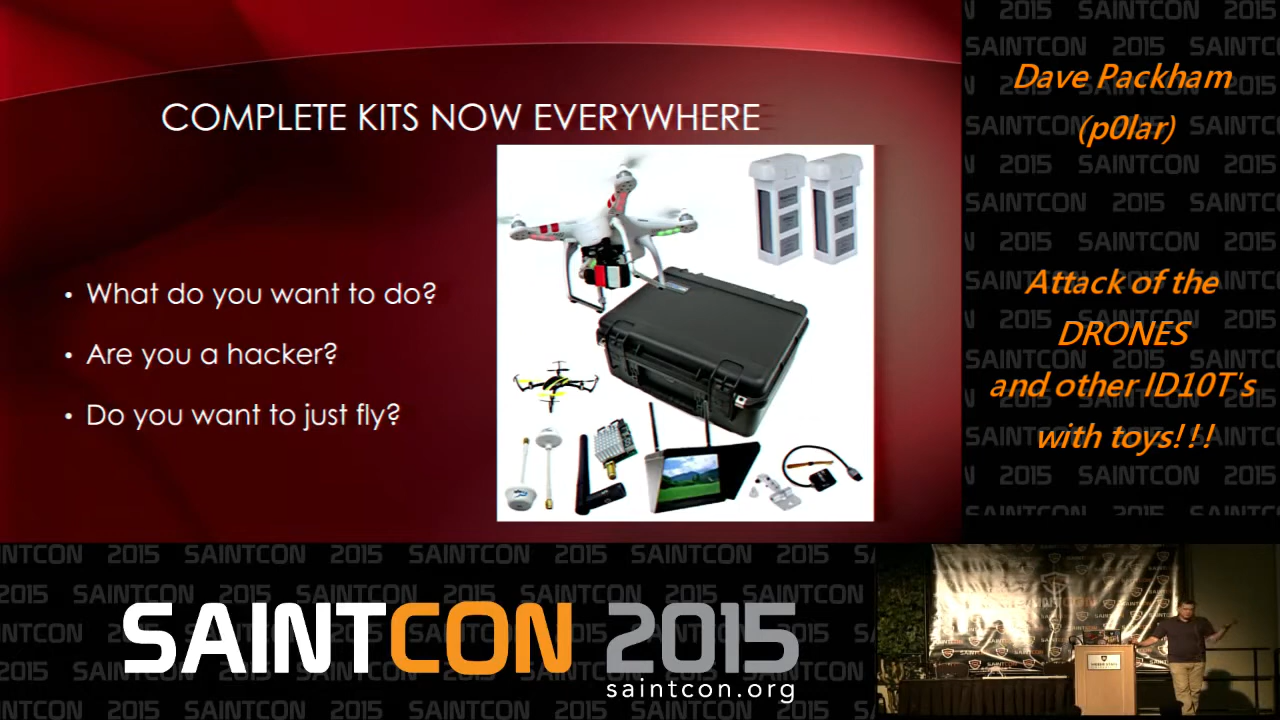 COMPLETE KITS NOW EVERYWHERE
• What do you want to do?
• Are you a hacker?
• Do you want to just fly?
Dave Packham
(p0lar)
Attack of the
DRONES
and other ID10T's
with toys!!!
SAINTCON 2015
saintcon.org